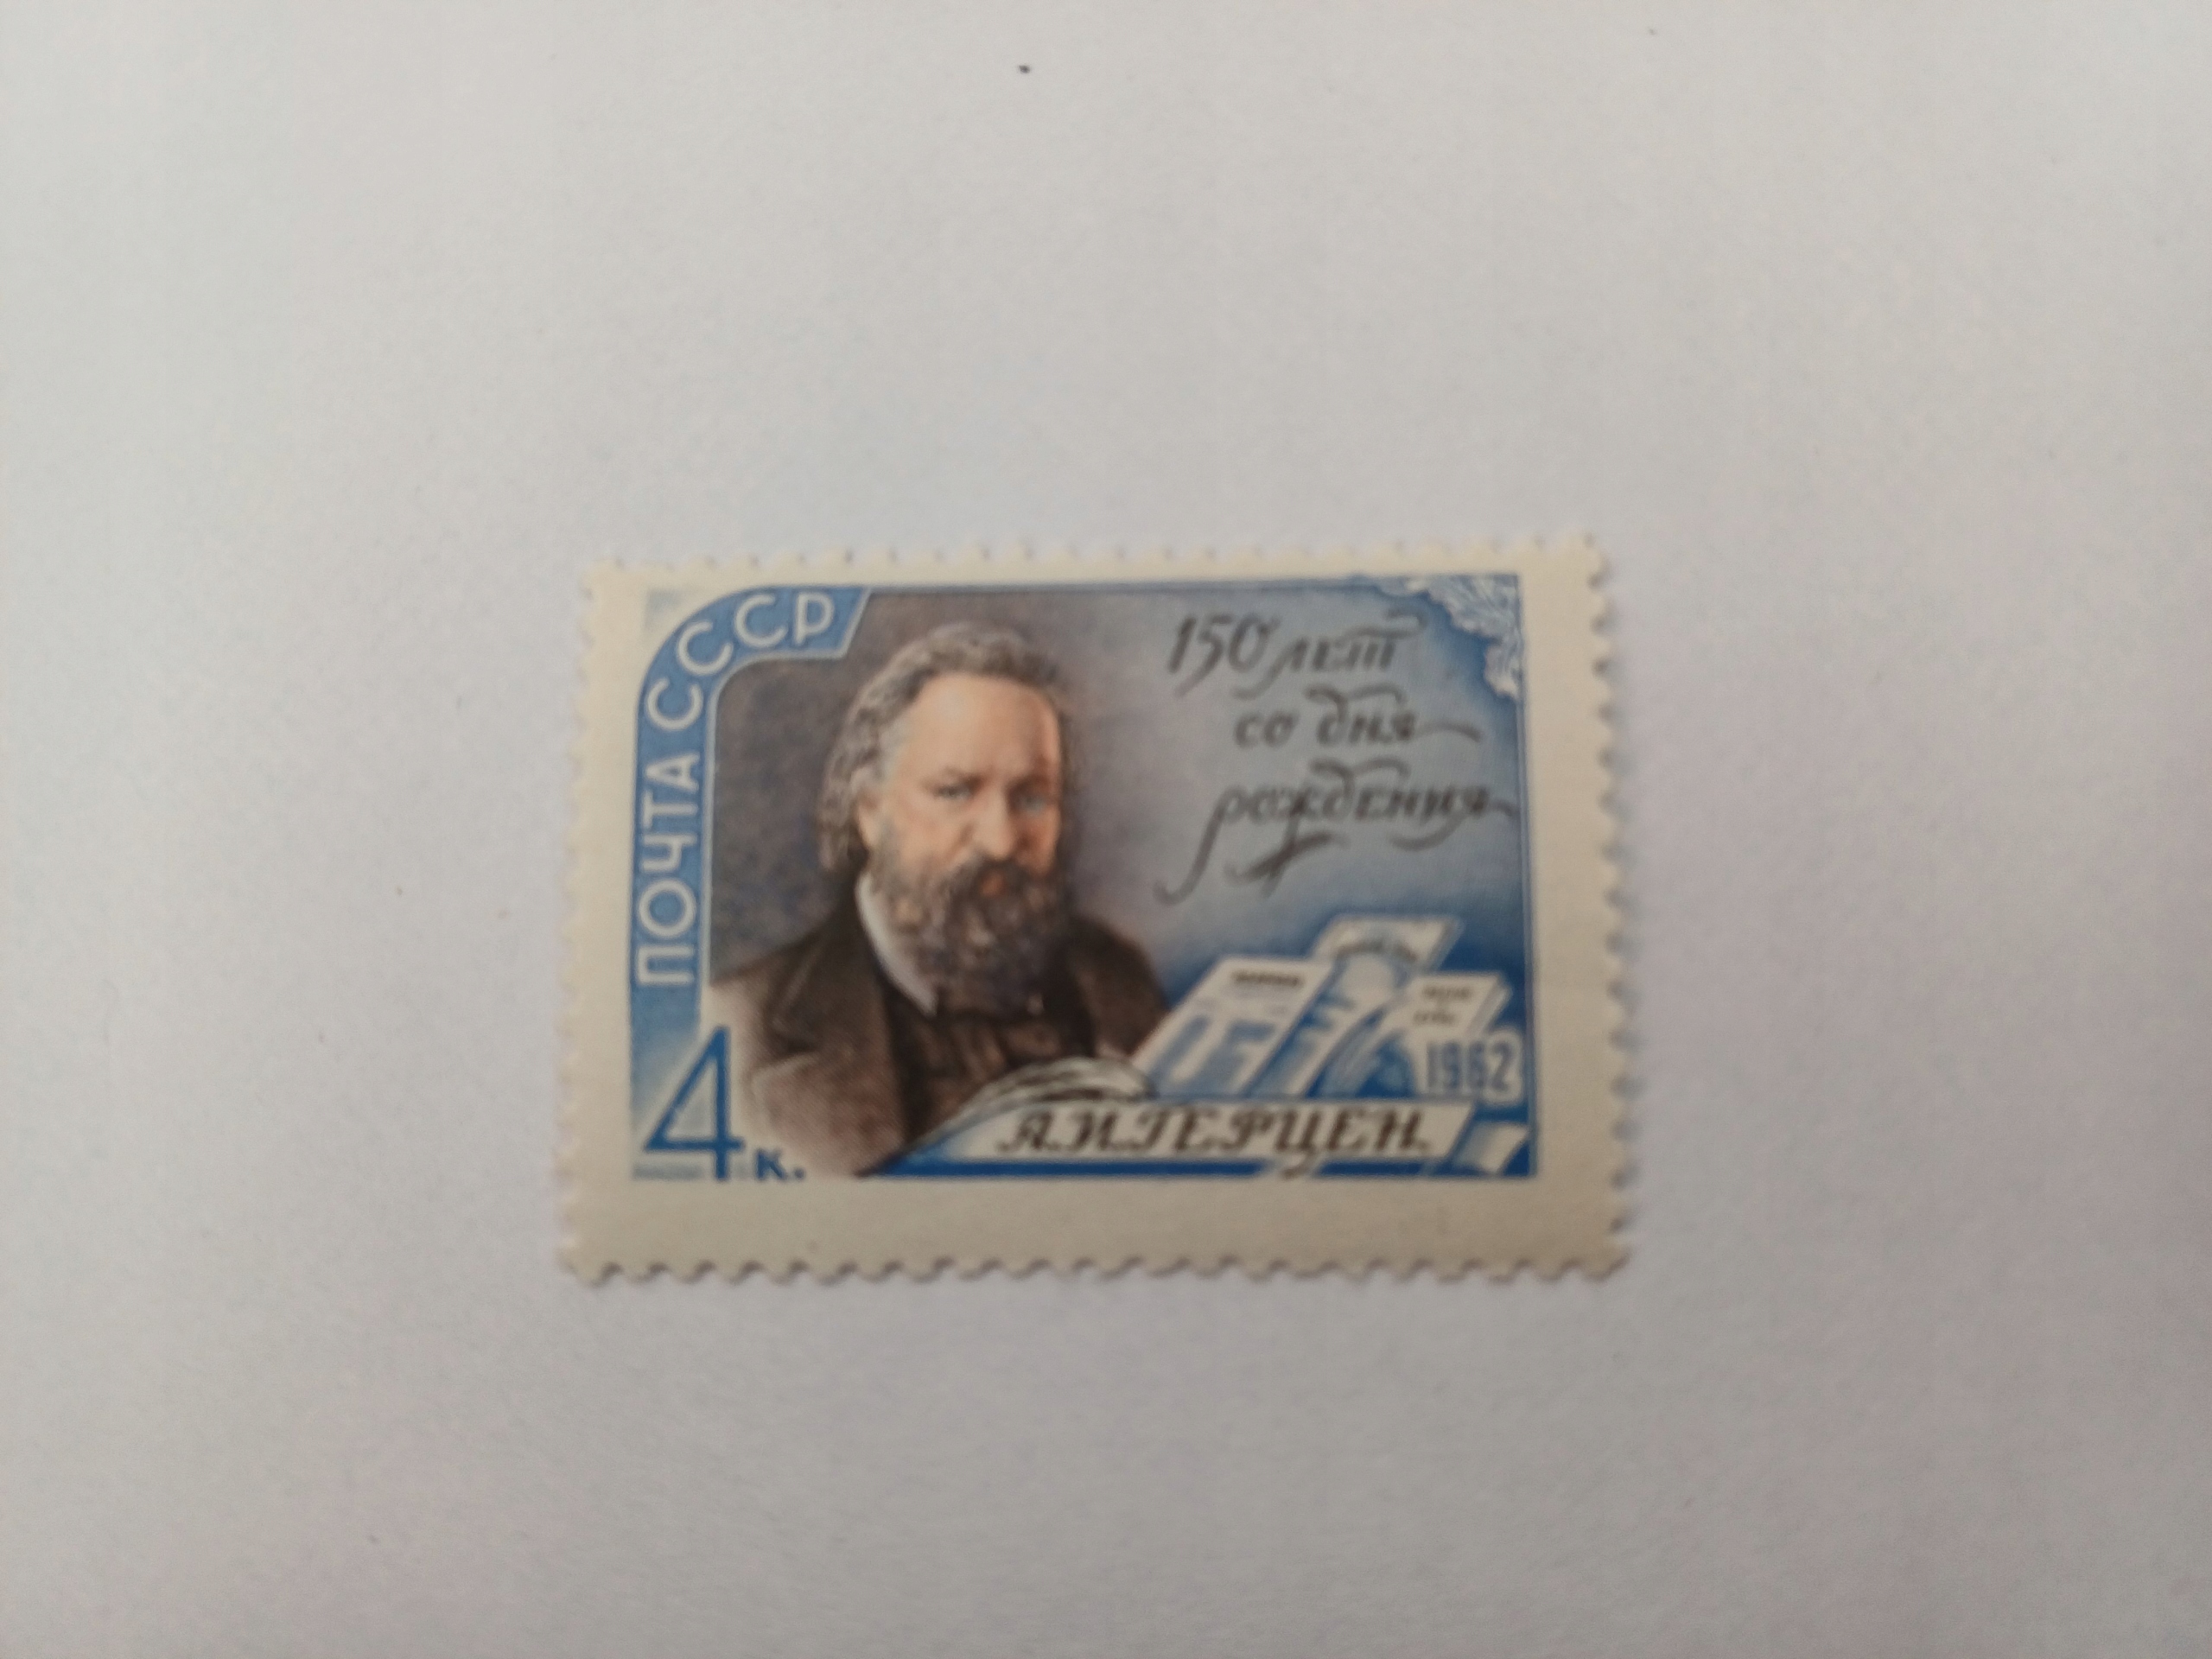 ПОЧТА СССР
150 лет
со дня
рождения
1962
А.И.ГЕРЦЕН.
4 к.